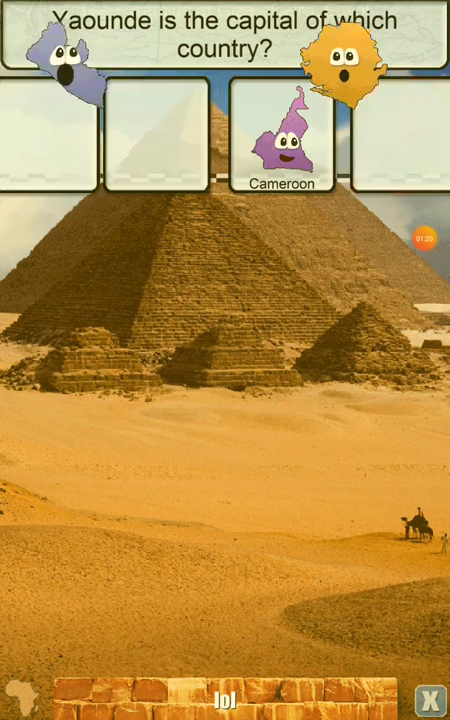 Yaounde is the capital of which
country?
Cameroon
01:20
lol
X